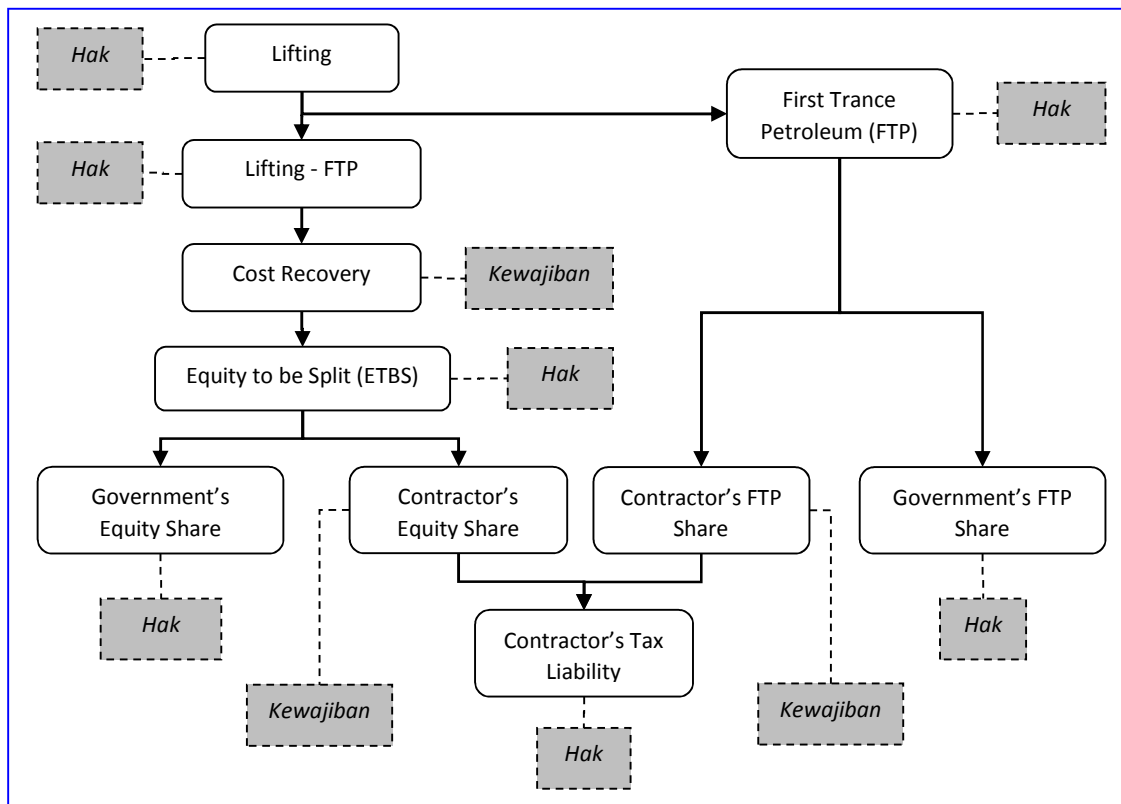 Hak
Lifting
First Trance
Petroleum (FTP)
Hak
Hak
Lifting - FTP
Cost Recovery
Kewajiban
Equity to be Split (ETBS)
Hak
Government’s
Equity Share
Contractor’s
Equity Share
Contractor’s FTP
Share
Government’s FTP
Share
Hak
Contractor’s Tax
Liability
Hak
Kewajiban
Kewajiban
Hak